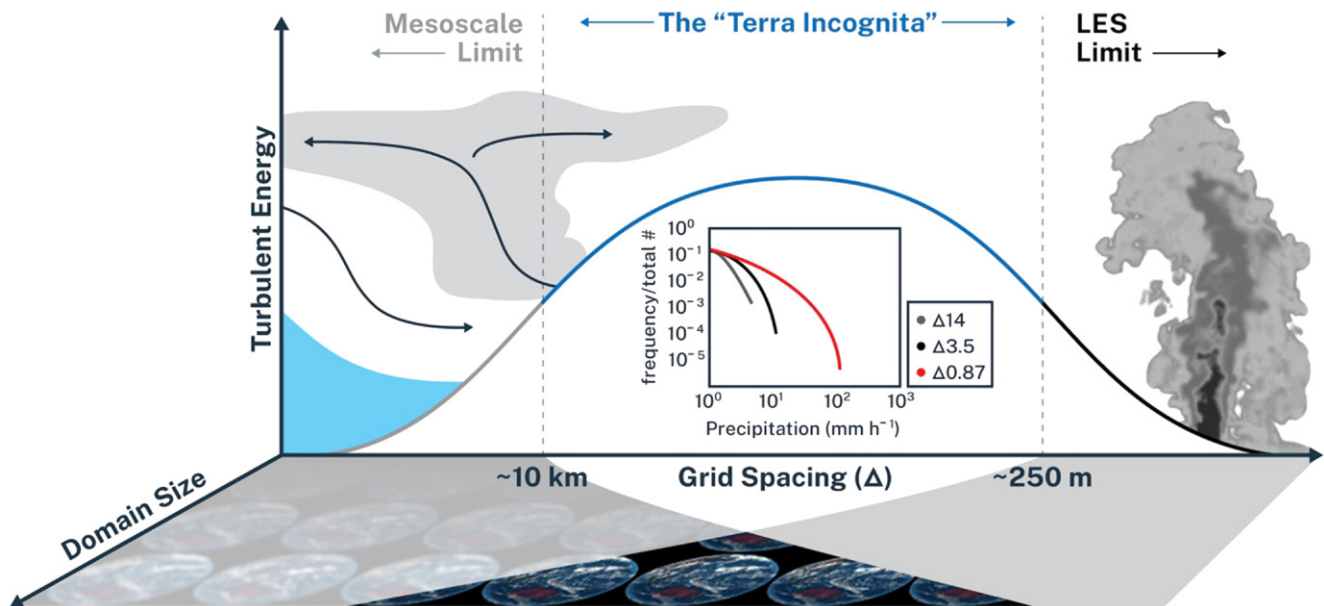 Mesoscale
Limit
The “Terra Incognita”
LES
Limit
Turbulent Energy
frequency/total #
10⁰
10⁻¹
10⁻²
10⁻³
10⁻⁴
10⁻⁵
10⁰
10¹
10²
10³
Precipitation (mm h⁻¹)
Δ14
Δ3.5
Δ0.87
~10 km
Grid Spacing (Δ)
~250 m
Domain Size